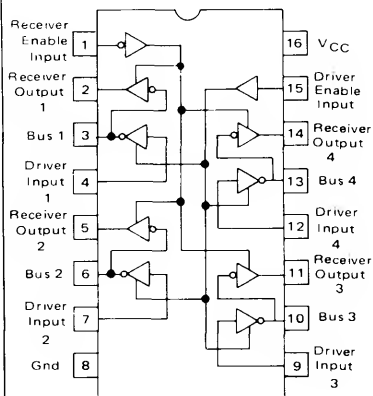 Receiver
Enable
Input
1
Receiver
Output
1
2
Bus 1
3
Driver
Input
1
4
Receiver
Output
2
5
Bus 2
6
Driver
Input
2
7
Gnd
8
16
VCC
15
Driver
Enable
Input
14
Receiver
Output
4
13
Bus 4
12
Driver
Input
4
11
Receiver
Output
3
10
Bus 3
9
Driver
Input
3